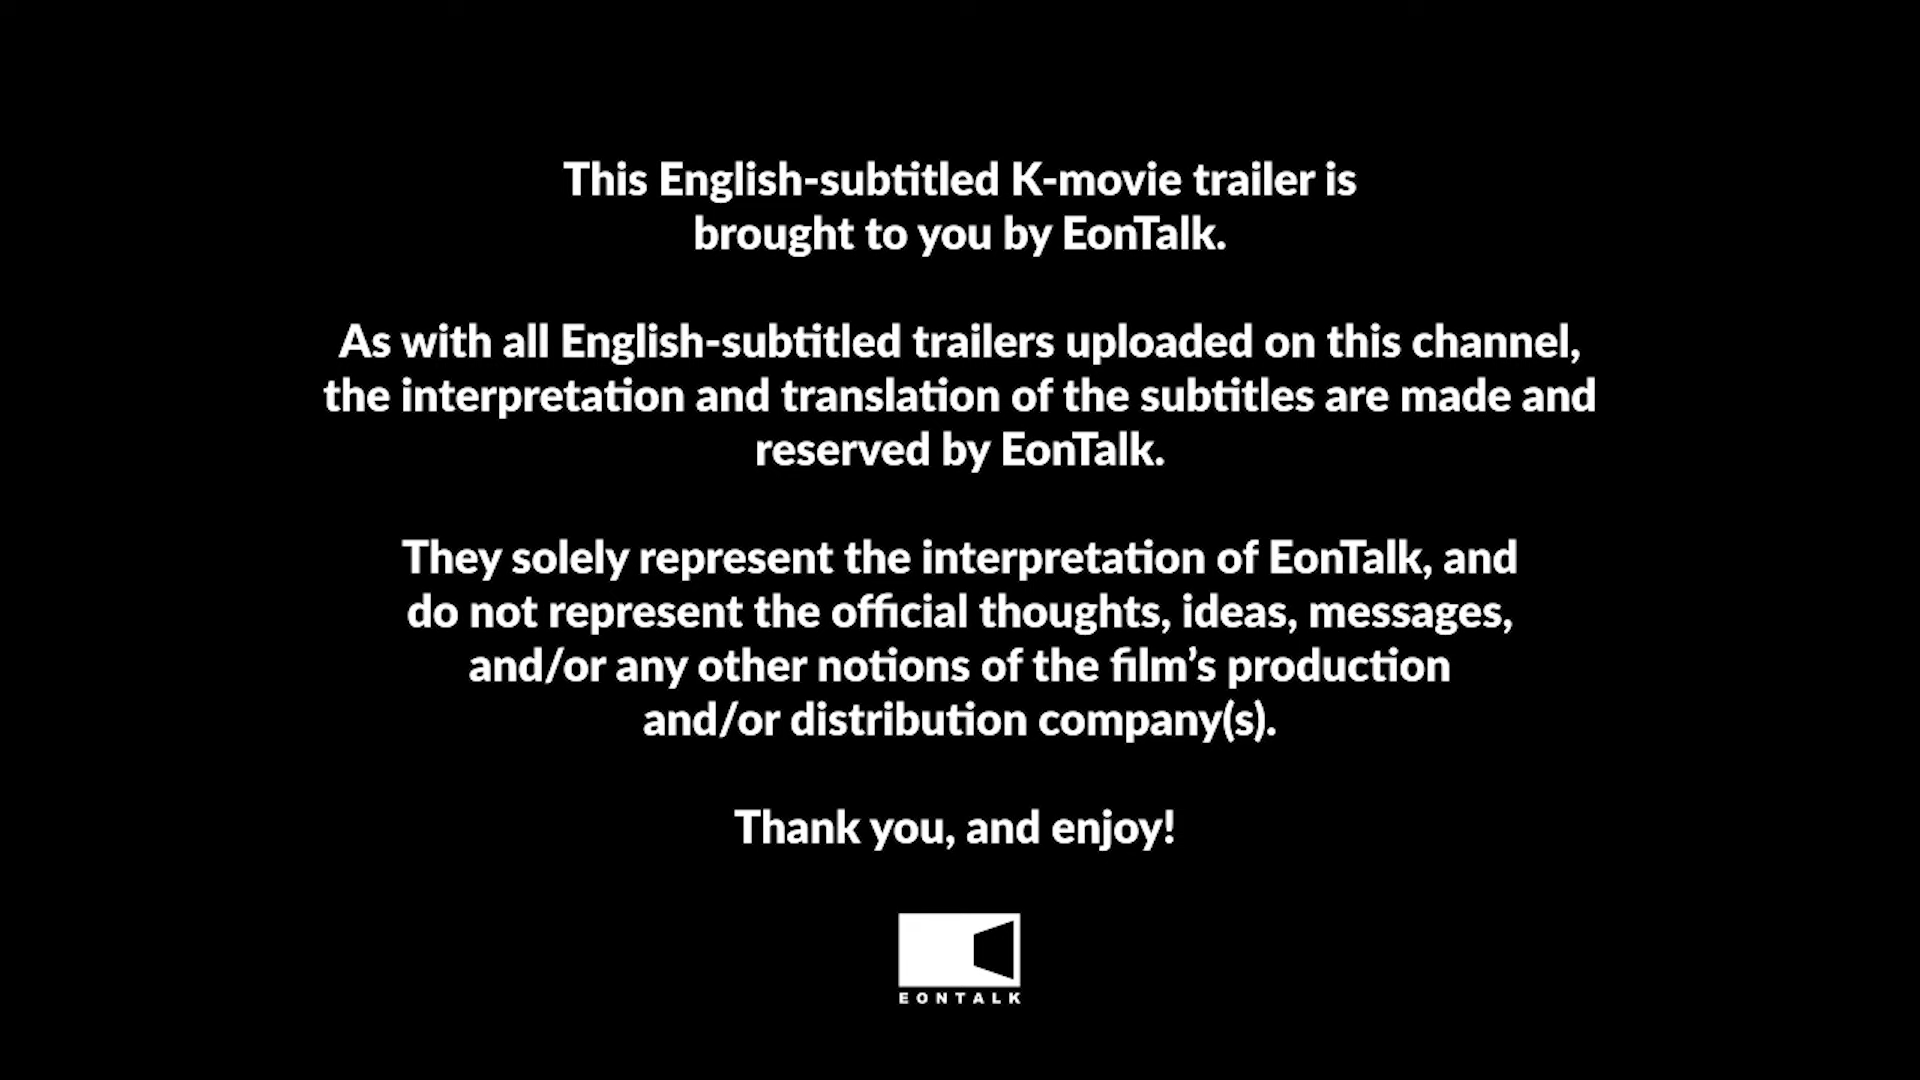 This English-subtitled K-movie trailer is
brought to you by EonTalk.
As with all English-subtitled trailers uploaded on this channel,
the interpretation and translation of the subtitles are made and
reserved by EonTalk.
They solely represent the interpretation of EonTalk, and
do not represent the official thoughts, ideas, messages,
and/or any other notions of the film’s production
and/or distribution company(s).
Thank you, and enjoy!
EONTALK